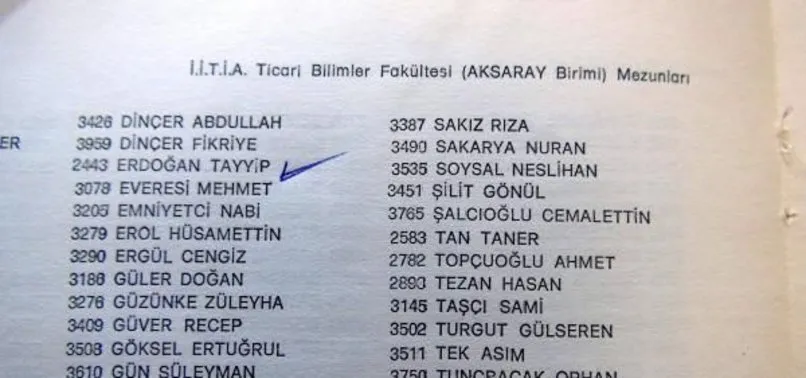 İ.İ.T.İ.A. Ticari Bilimler Fakültesi (AKSARAY Birimi) Mezunları
ER
3426 DİNÇER ABDULLAH
3959 DİNÇER FİKRİYE
2443 ERDOĞAN TAYYİP
3078 EVERESİ MEHMET
3205 EMNİYETCİ NABİ
3279 EROL HÜSAMETTİN
3290 ERGÜL CENGİZ
3186 GÜLER DOĞAN
3276 GÜZÜNKE ZÜLEYHA
3409 GÜVER RECEP
3508 GÖKSEL ERTUĞRUL
3610 GÜN SÜLEYMAN
3387 SAKIZ RIZA
3490 SAKARYA NURAN
3535 SOYSAL NESLİHAN
3451 ŞİLİT GÖNÜL
3765 ŞALCIOĞLU CEMALETTİN
2583 TAN TANER
2782 TOPÇUOĞLU AHMET
2893 TEZAN HASAN
3145 TAŞÇI SAMİ
3502 TURGUT GÜLSEREN
3511 TEK ASIM
3750 TUNCPACAK ORHAN